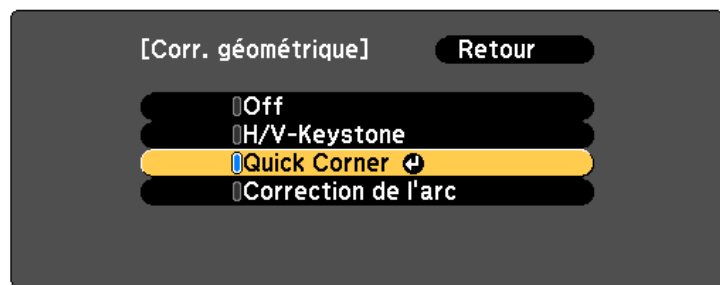 [Corr. géométrique] Retour
Off
H/V-Keystone
Quick Corner
Correction de l'arc